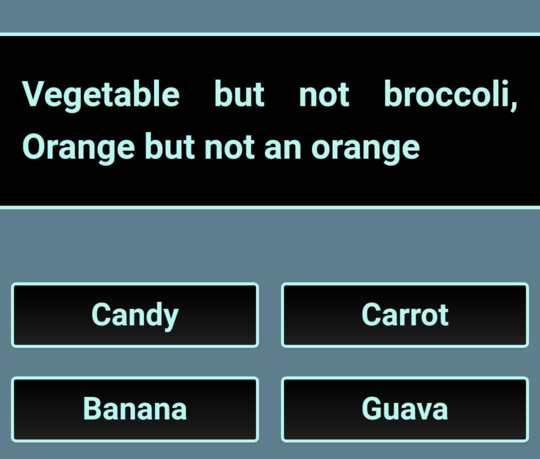 Vegetable but not broccoli,
Orange but not an orange
Candy
Carrot
Banana
Guava